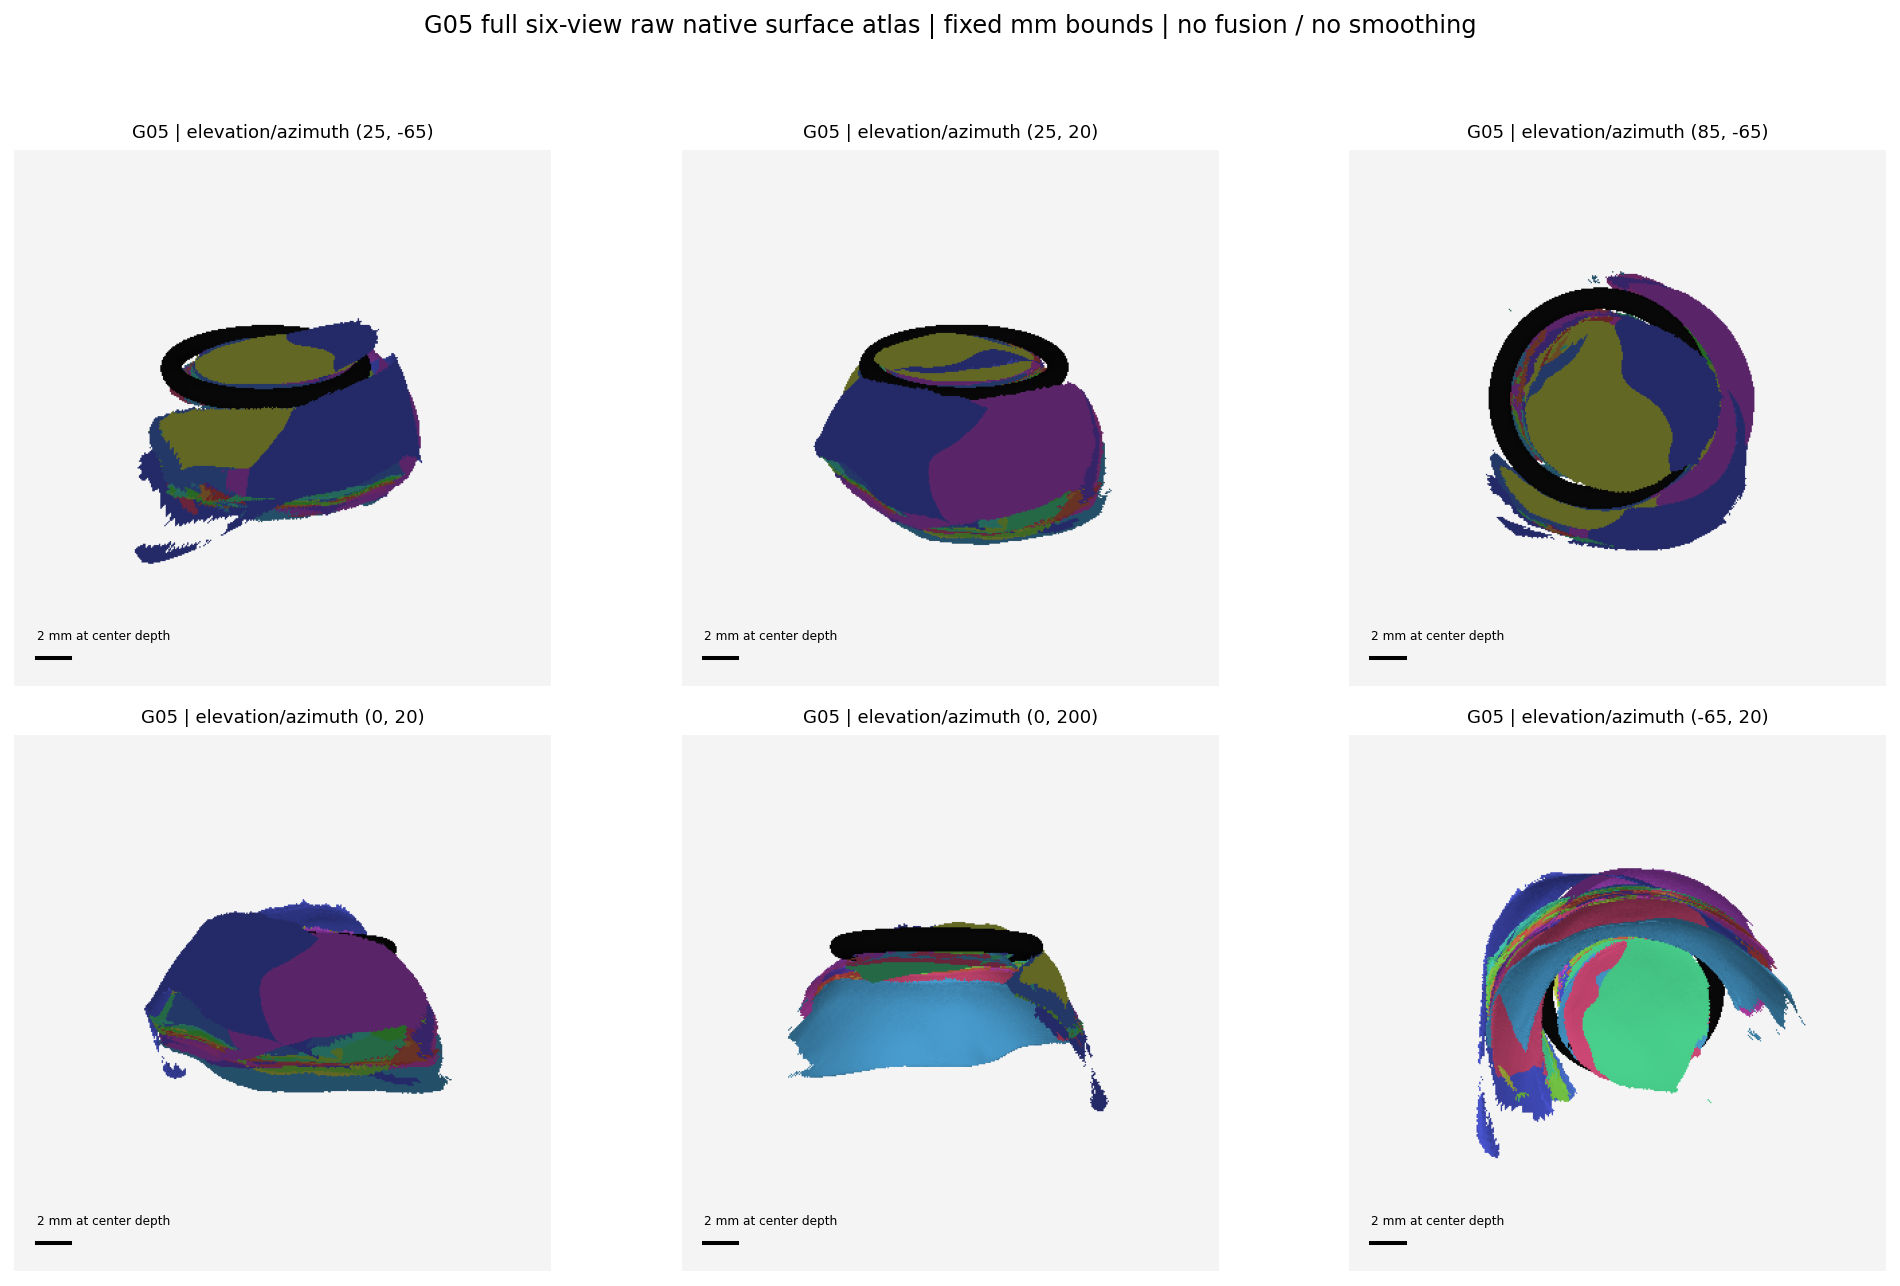 G05 full six-view raw native surface atlas | fixed mm bounds | no fusion / no smoothing
G05 | elevation/azimuth (25, -65)
G05 | elevation/azimuth (25, 20)
G05 | elevation/azimuth (85, -65)
2 mm at center depth
2 mm at center depth
2 mm at center depth
G05 | elevation/azimuth (0, 20)
G05 | elevation/azimuth (0, 200)
G05 | elevation/azimuth (-65, 20)
2 mm at center depth
2 mm at center depth
2 mm at center depth